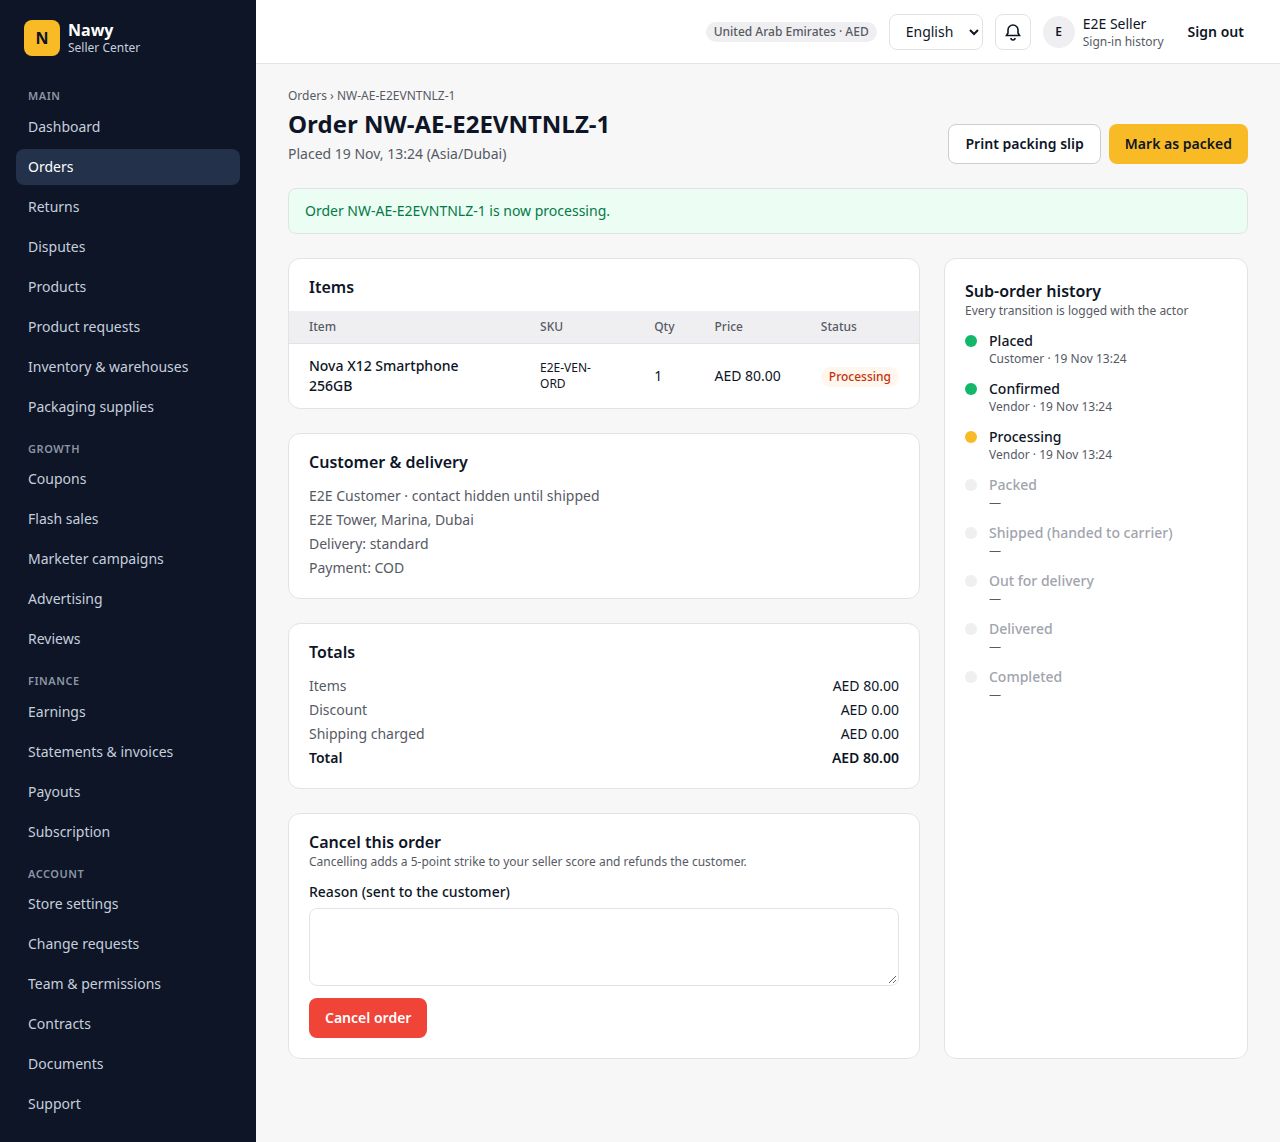 N
Nawy
Seller Center
MAIN
Dashboard
Orders
Returns
Disputes
Products
Product requests
Inventory & warehouses
Packaging supplies
GROWTH
Coupons
Flash sales
Marketer campaigns
Advertising
Reviews
FINANCE
Earnings
Statements & invoices
Payouts
Subscription
ACCOUNT
Store settings
Change requests
Team & permissions
Contracts
Documents
Support
United Arab Emirates · AED
English
E
E2E Seller
Sign-in history
Sign out
Orders › NW-AE-E2EVNTNLZ-1
Order NW-AE-E2EVNTNLZ-1
Placed 19 Nov, 13:24 (Asia/Dubai)
Print packing slip
Mark as packed
Order NW-AE-E2EVNTNLZ-1 is now processing.
Items
Item SKU Qty Price Status
Nova X12 Smartphone
256GB
E2E-VEN-
ORD
1
AED 80.00
Processing
Customer & delivery
E2E Customer · contact hidden until shipped
E2E Tower, Marina, Dubai
Delivery: standard
Payment: COD
Totals
Items AED 80.00
Discount AED 0.00
Shipping charged AED 0.00
Total AED 80.00
Cancel this order
Cancelling adds a 5-point strike to your seller score and refunds the customer.
Reason (sent to the customer)
Cancel order
Sub-order history
Every transition is logged with the actor
Placed
Customer · 19 Nov 13:24
Confirmed
Vendor · 19 Nov 13:24
Processing
Vendor · 19 Nov 13:24
Packed
—
Shipped (handed to carrier)
—
Out for delivery
—
Delivered
—
Completed
—